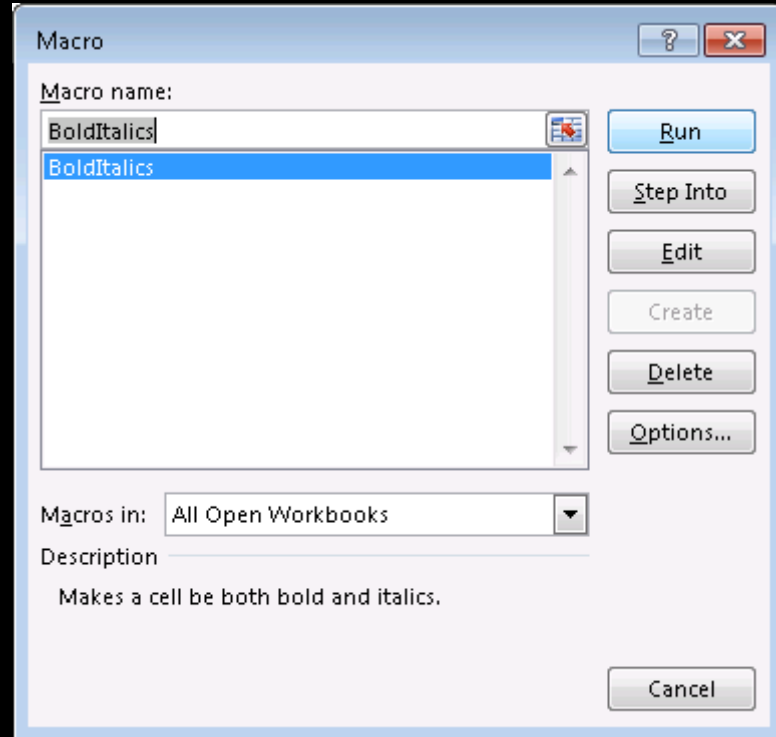 Macro
Macro name:
BoldItalics
BoldItalics
Run
Step Into
Edit
Create
Delete
Options...
Macros in: All Open Workbooks
Description
Makes a cell be both bold and italics.
Cancel